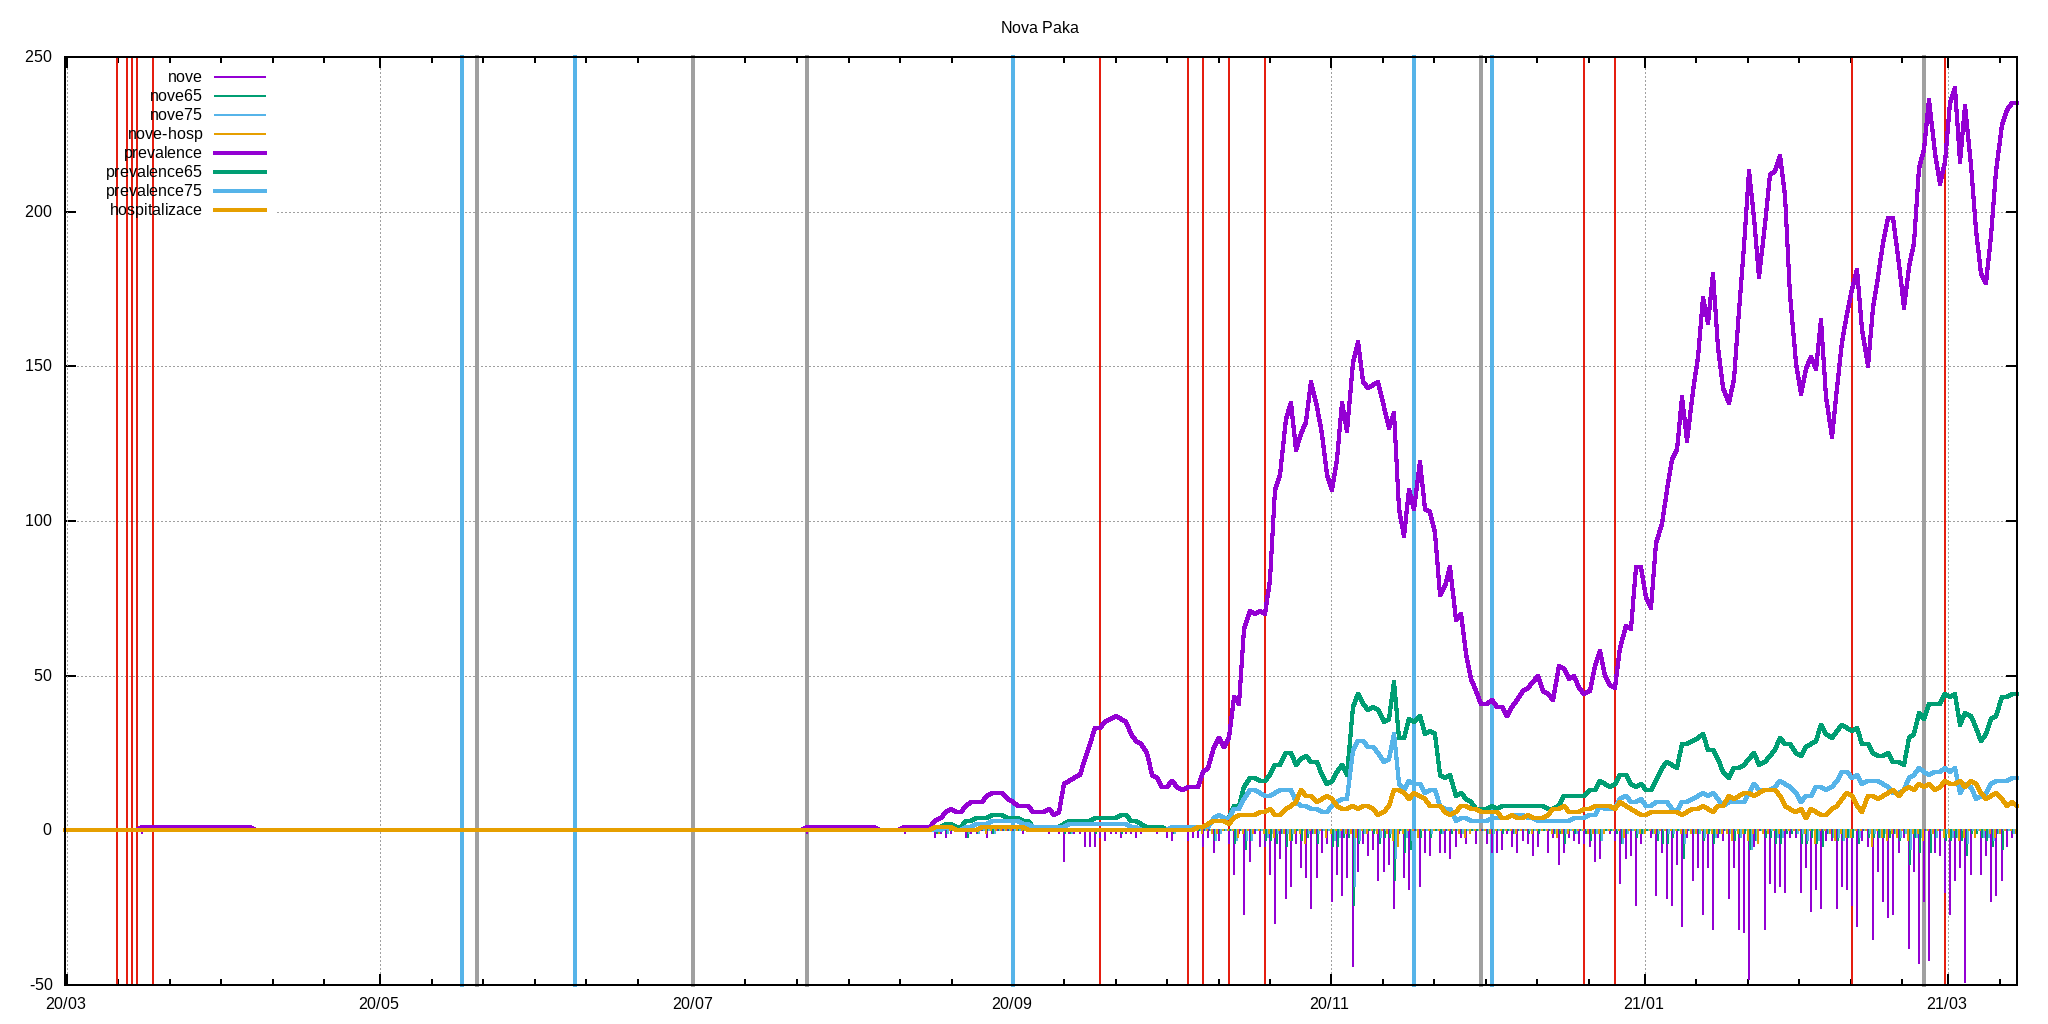 Nova Paka
250
200
150
100
50
0
-50
nove
nove65
nove75
nove-hosp
prevalence
prevalence65
prevalence75
hospitalizace
20/03 20/05 20/07 20/09 20/11 21/01 21/03